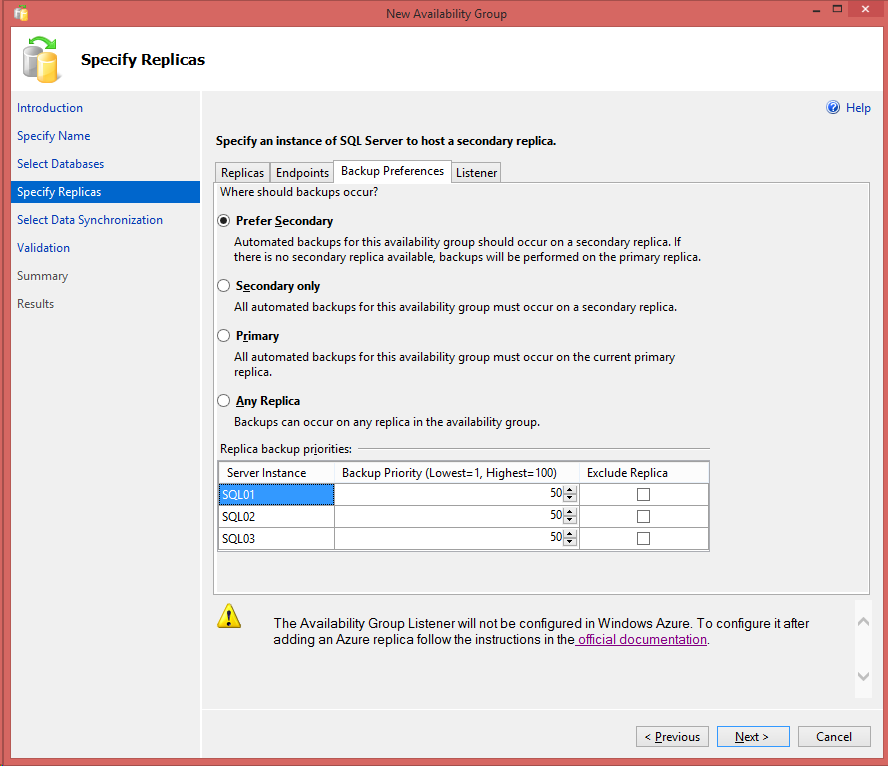 New Availability Group
Specify Replicas
Introduction
Specify Name
Select Databases
Specify Replicas
Select Data Synchronization
Validation
Summary
Results
Help
Specify an instance of SQL Server to host a secondary replica.
Replicas Endpoints Backup Preferences Listener
Where should backups occur?
Prefer Secondary
Automated backups for this availability group should occur on a secondary replica. If
there is no secondary replica available, backups will be performed on the primary replica.
Secondary only
All automated backups for this availability group must occur on a secondary replica.
Primary
All automated backups for this availability group must occur on the current primary
replica.
Any Replica
Backups can occur on any replica in the availability group.
Replica backup priorities:
Server Instance Backup Priority (Lowest=1, Highest=100) Exclude Replica
SQL01 50
SQL02 50
SQL03 50
The Availability Group Listener will not be configured in Windows Azure. To configure it after
adding an Azure replica follow the instructions in the official documentation.
< Previous Next > Cancel